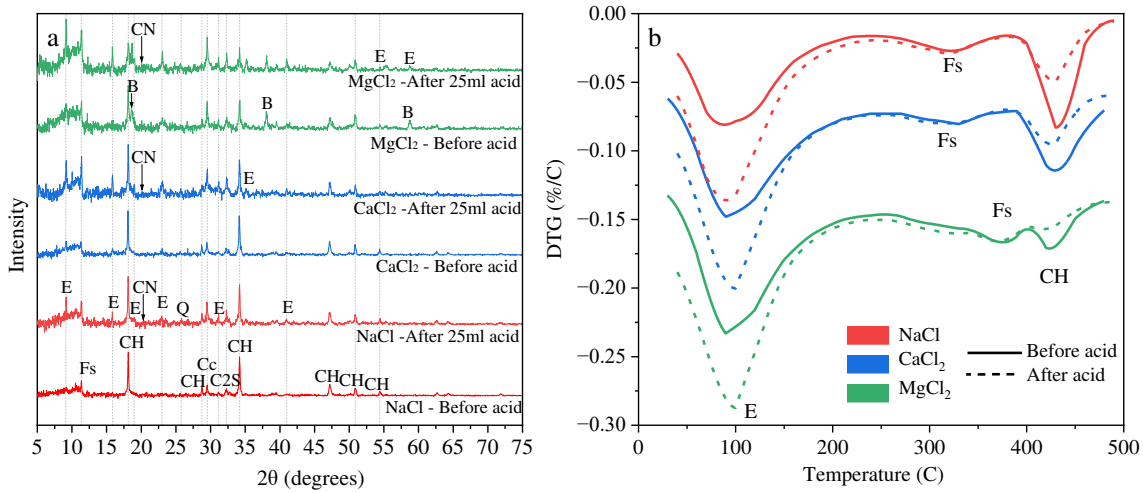 a
CN
E
E
MgCl2 -After 25ml acid
B
B
B
MgCl2 - Before acid
CN
E
CaCl2 -After 25ml acid
CaCl2 - Before acid
E
E
E
CN
E
Q
E
E
NaCl -After 25ml acid
Fs
CH
CH
Cc
C2S
CH
CH
CH
CH
NaCl - Before acid
Intensity
5 10 15 20 25 30 35 40 45 50 55 60 65 70 75
2θ (degrees)
b
0.00
−0.05
−0.10
−0.15
−0.20
−0.25
−0.30
DTG (%/C)
Fs
Fs
Fs
CH
E
NaCl
CaCl2
MgCl2
Before acid
After acid
0 100 200 300 400 500
Temperature (C)